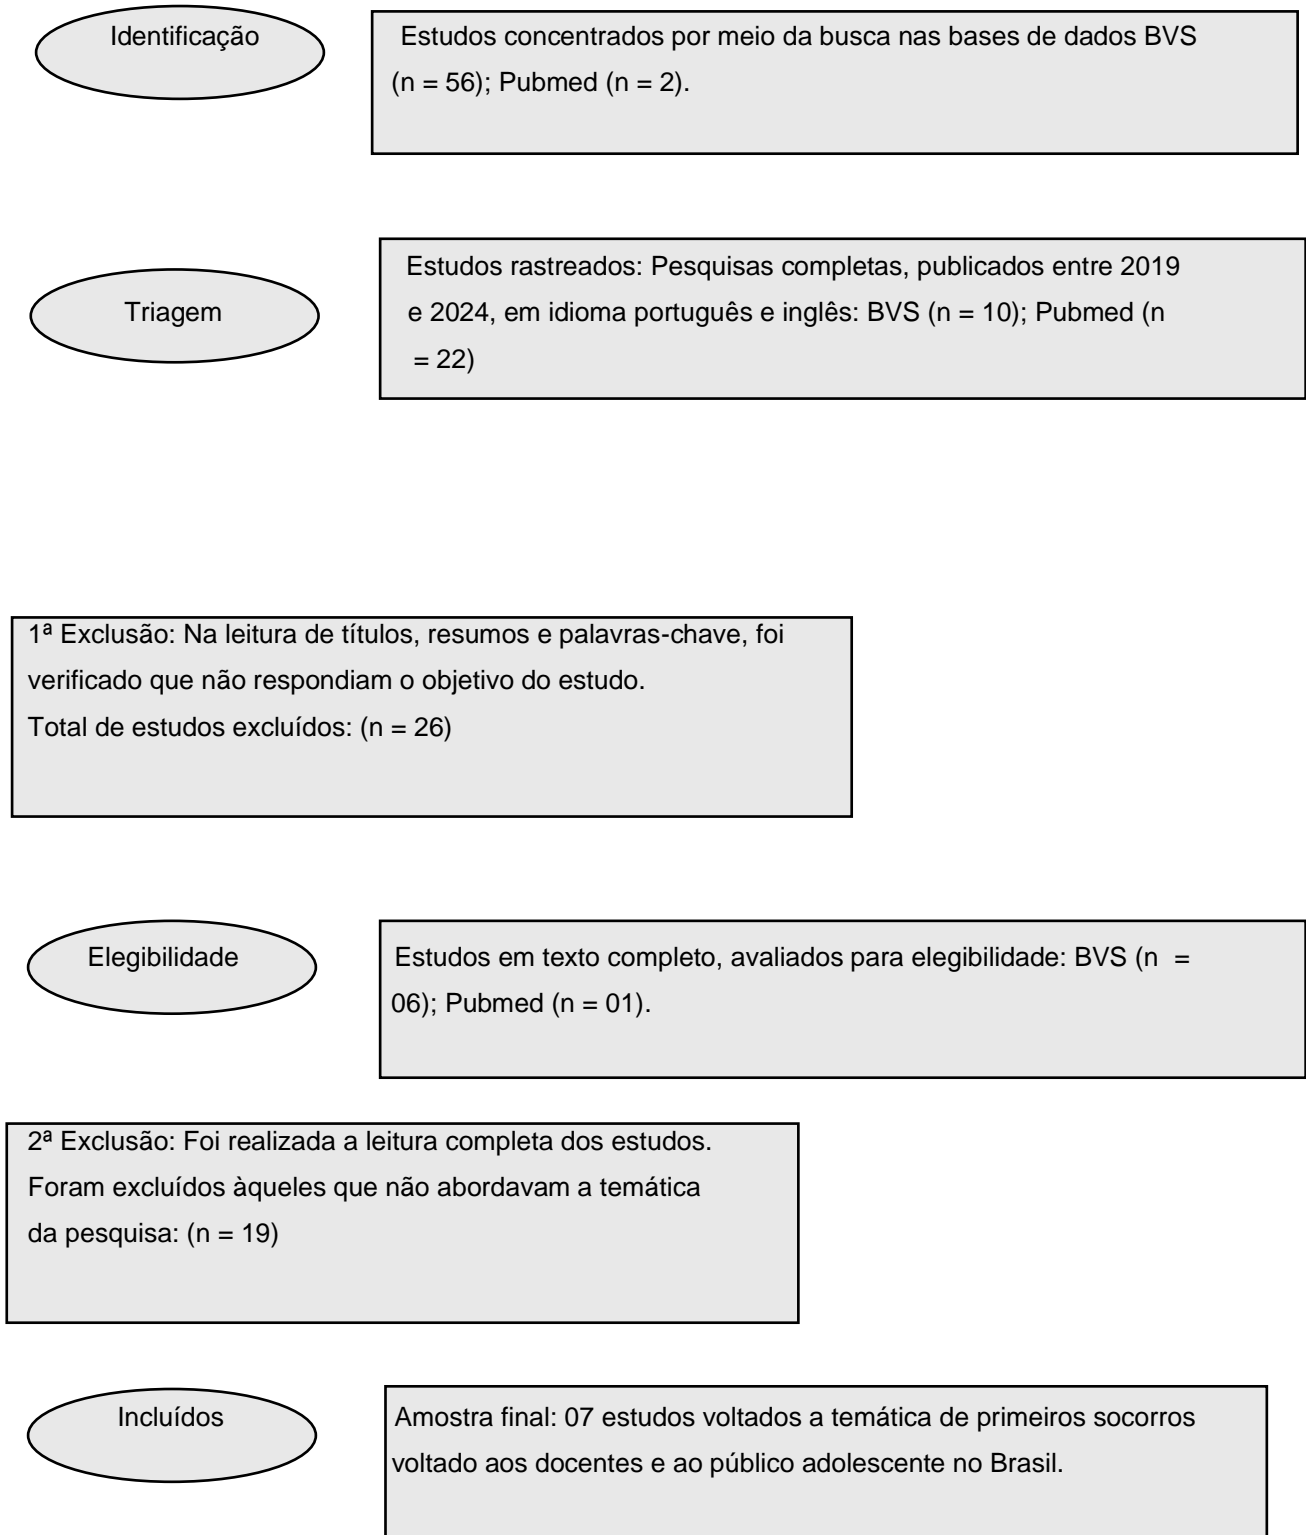 Identificação
Estudos concentrados por meio da busca nas bases de dados BVS
(n = 56); Pubmed (n = 2).
Triagem
Estudos rastreados: Pesquisas completas, publicados entre 2019
e 2024, em idioma português e inglês: BVS (n = 10); Pubmed (n
= 22)
1ª Exclusão: Na leitura de títulos, resumos e palavras-chave, foi
verificado que não respondiam o objetivo do estudo.
Total de estudos excluídos: (n = 26)
Elegibilidade
Estudos em texto completo, avaliados para elegibilidade: BVS (n =
06); Pubmed (n = 01).
2ª Exclusão: Foi realizada a leitura completa dos estudos.
Foram excluídos àqueles que não abordavam a temática
da pesquisa: (n = 19)
Incluídos
Amostra final: 07 estudos voltados a temática de primeiros socorros
voltado aos docentes e ao público adolescente no Brasil.